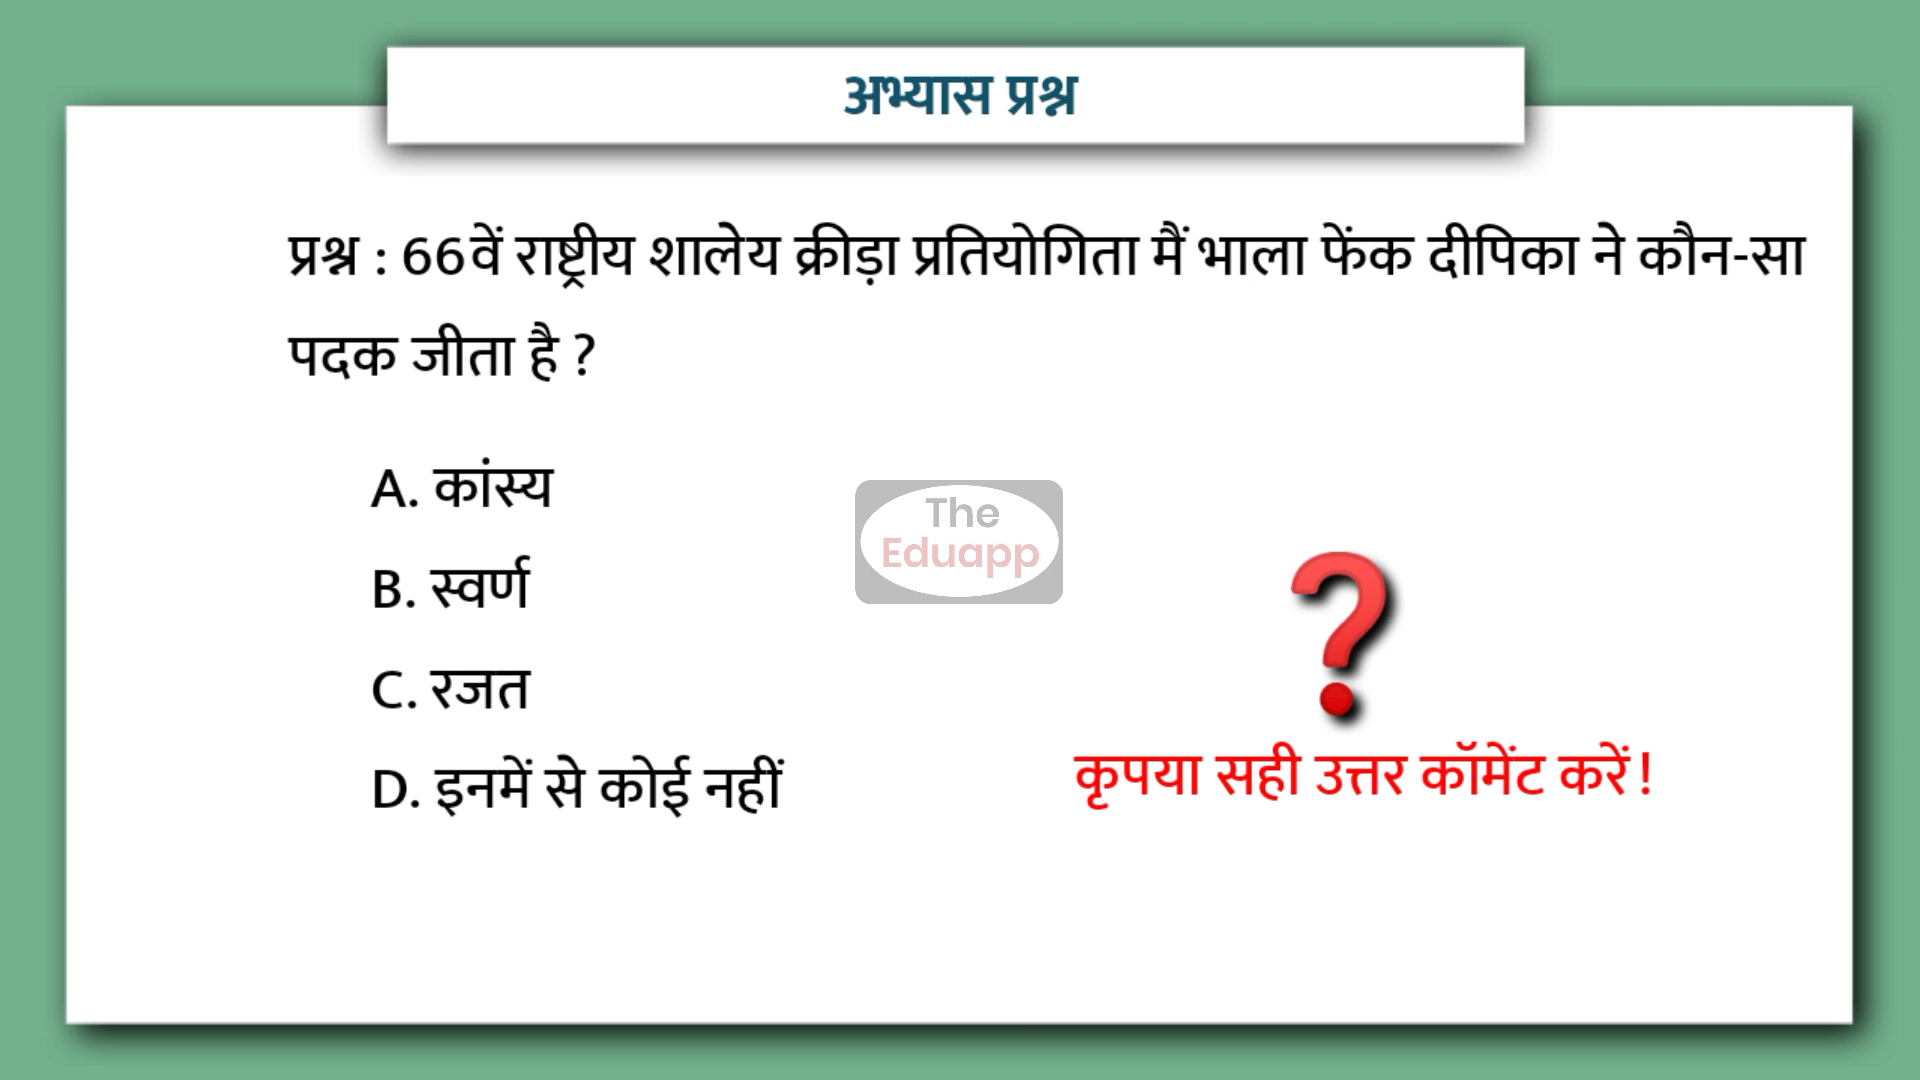 अभ्यास प्रश्न
प्रश्न : 66वें राष्ट्रीय शालेय क्रीड़ा प्रतियोगिता मैं भाला फेंक दीपिका ने कौन-सा
पदक जीता है ?
A. कांस्य
B. स्वर्ण
C. रजत
D. इनमें से कोई नहीं
The
Eduapp
कृपया सही उत्तर कॉमेंट करें!